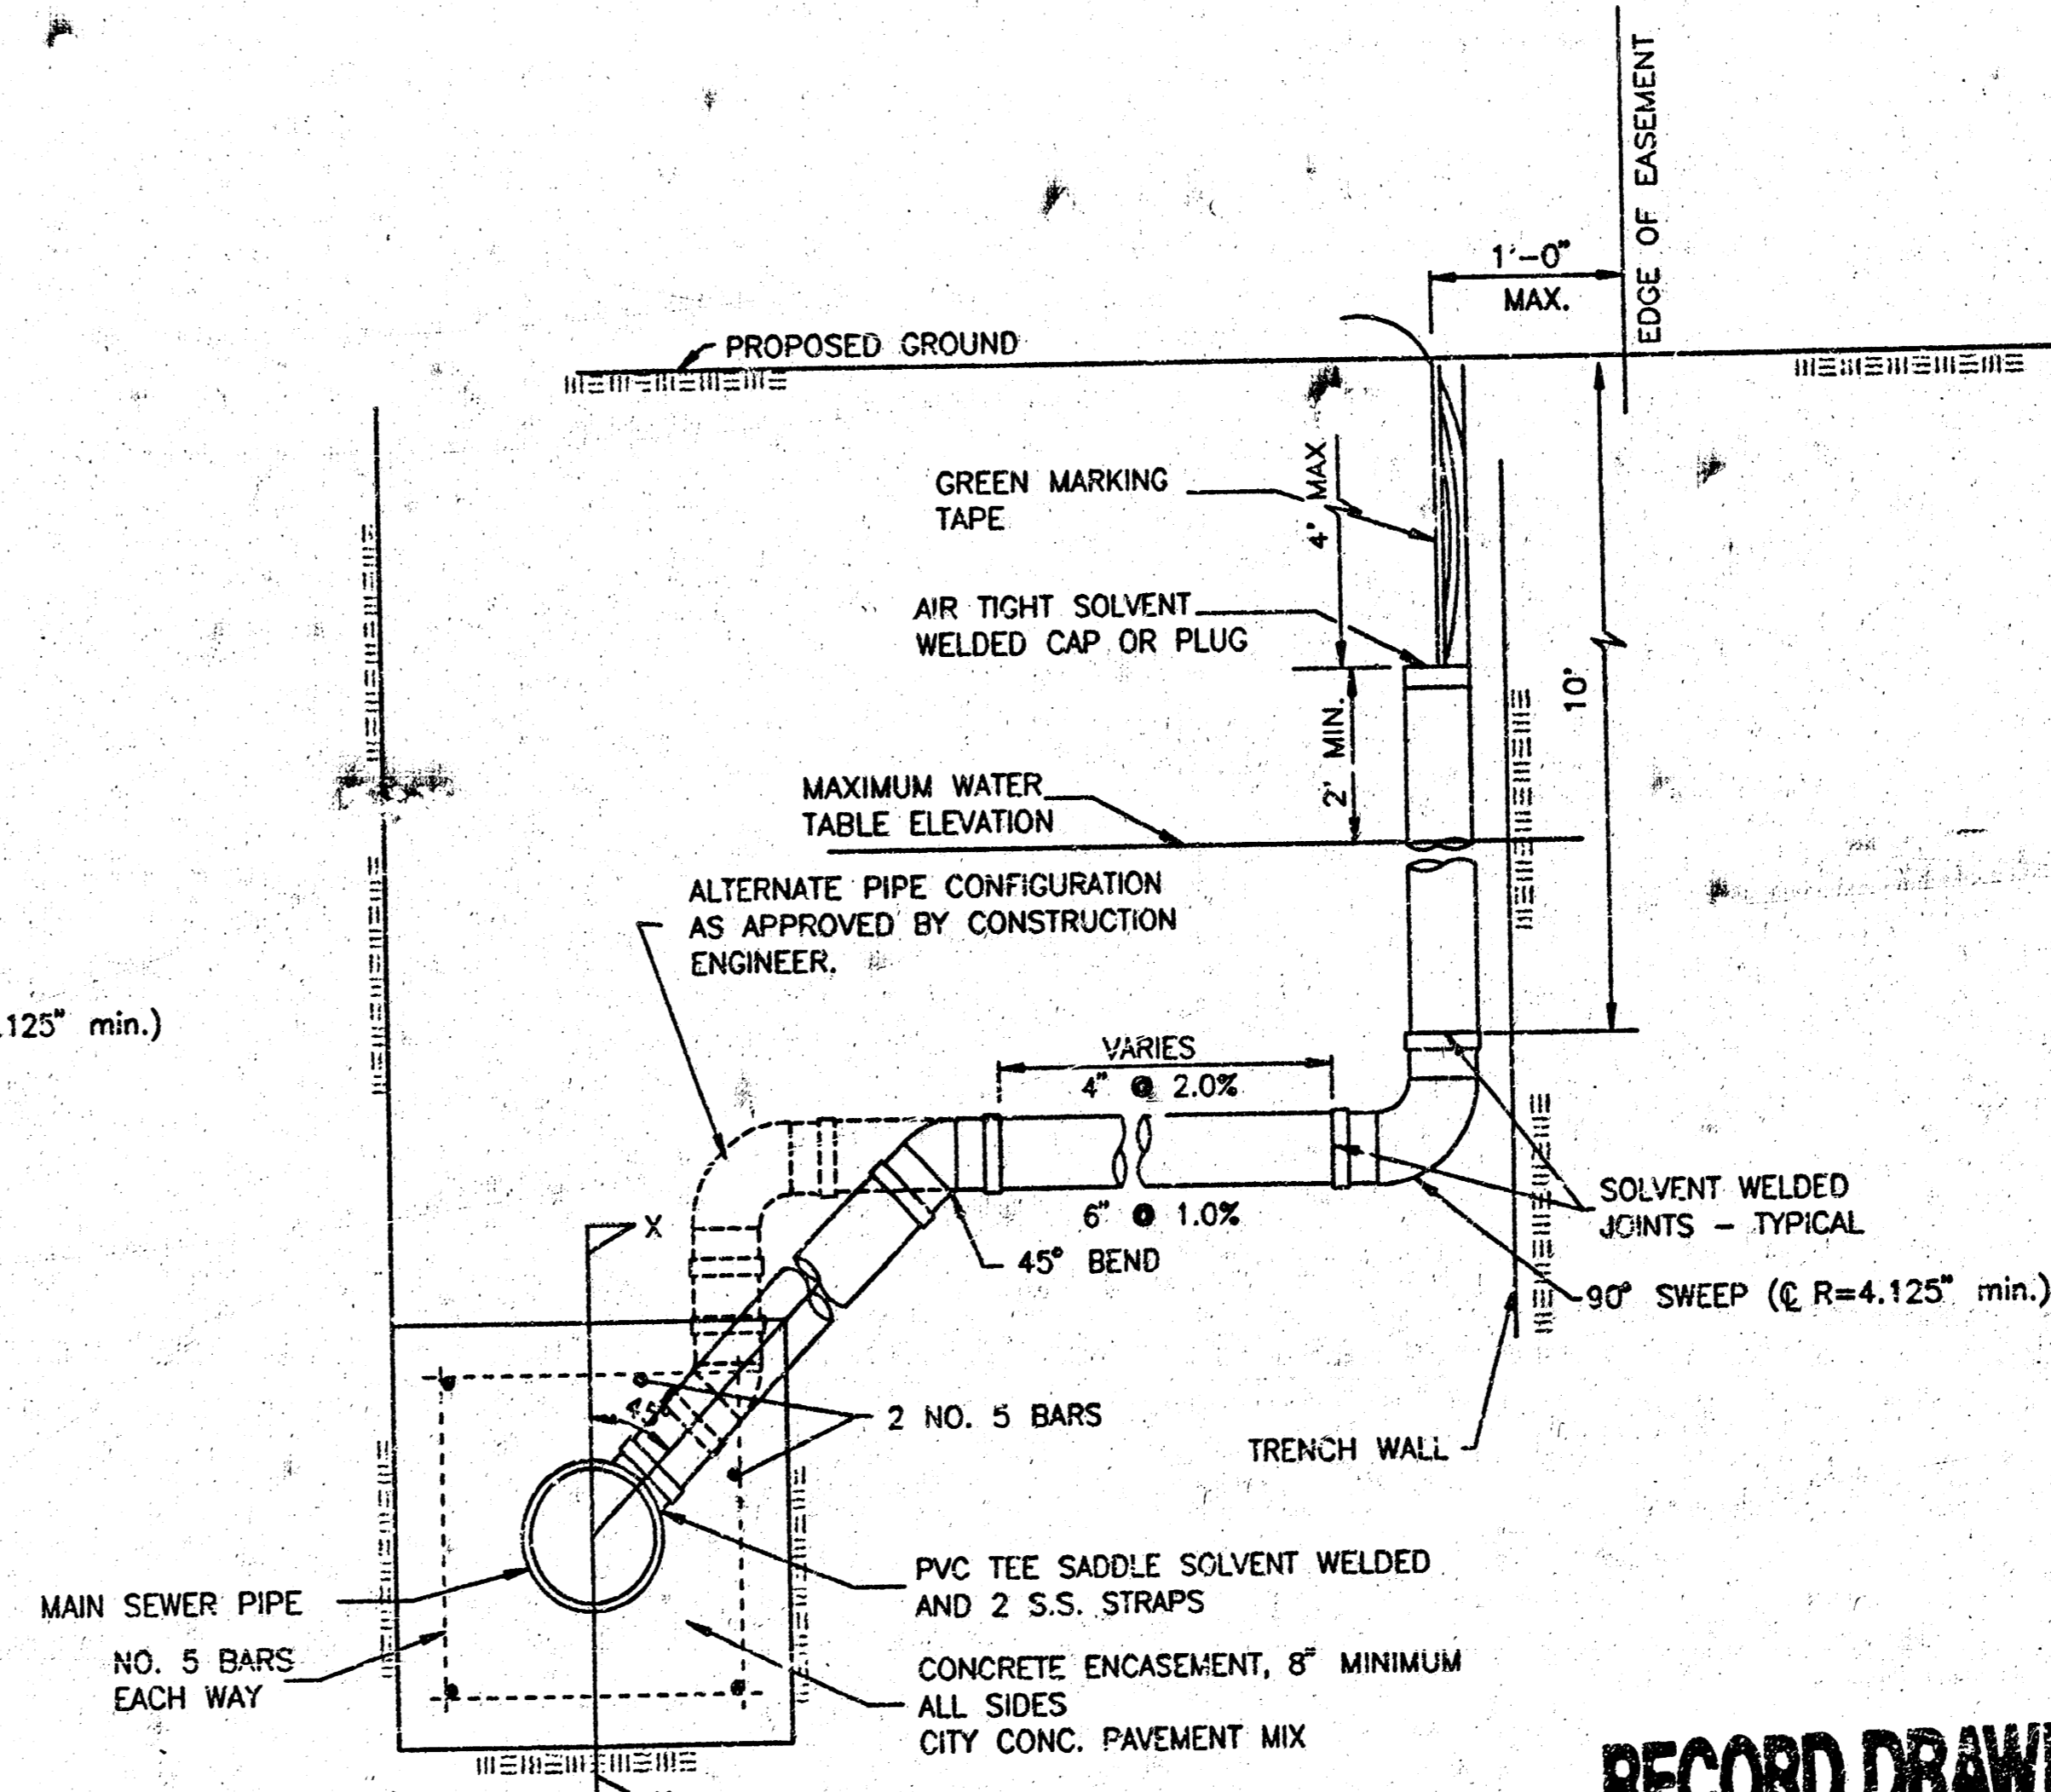 EDGE OF EASEMENT
1'-0"
MAX.
PROPOSED GROUND
GREEN MARKING
TAPE
4' MAX
AIR TIGHT SOLVENT
WELDED CAP OR PLUG
2' MIN.
10'
MAXIMUM WATER
TABLE ELEVATION
ALTERNATE PIPE CONFIGURATION
AS APPROVED BY CONSTRUCTION
ENGINEER.
.125" min.)
VARIES
4" @ 2.0%
6" @ 1.0%
X
45° BEND
SOLVENT WELDED
JOINTS - TYPICAL
90° SWEEP (℄ R=4.125" min.)
45°
2 NO. 5 BARS
TRENCH WALL
MAIN SEWER PIPE
NO. 5 BARS
EACH WAY
PVC TEE SADDLE SOLVENT WELDED
AND 2 S.S. STRAPS
CONCRETE ENCASEMENT, 8" MINIMUM
ALL SIDES
CITY CONC. PAVEMENT MIX
RECORD DRAW